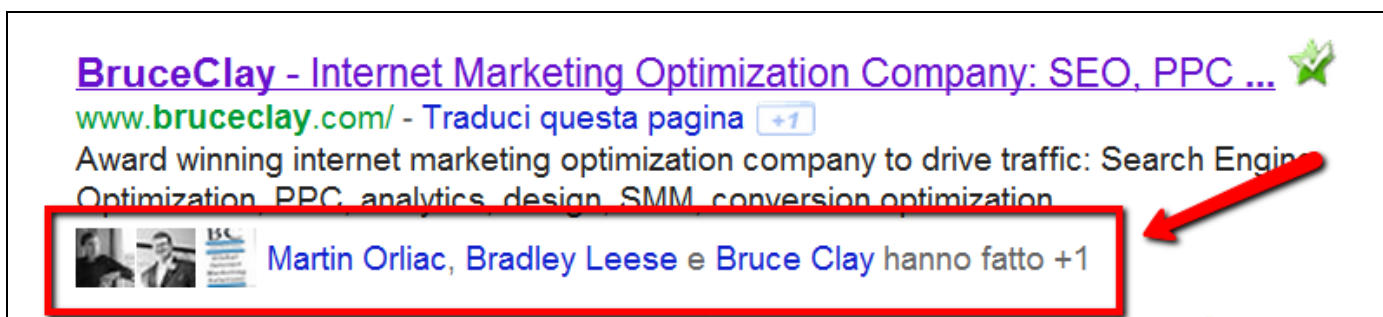 BruceClay - Internet Marketing Optimization Company: SEO, PPC ...
www.bruceclay.com/ - Traduci questa pagina +1
Award winning internet marketing optimization company to drive traffic: Search Engine
Optimization, PPC, analytics, design, SMM, conversion optimization
BC Martin Orliac, Bradley Leese e Bruce Clay hanno fatto +1